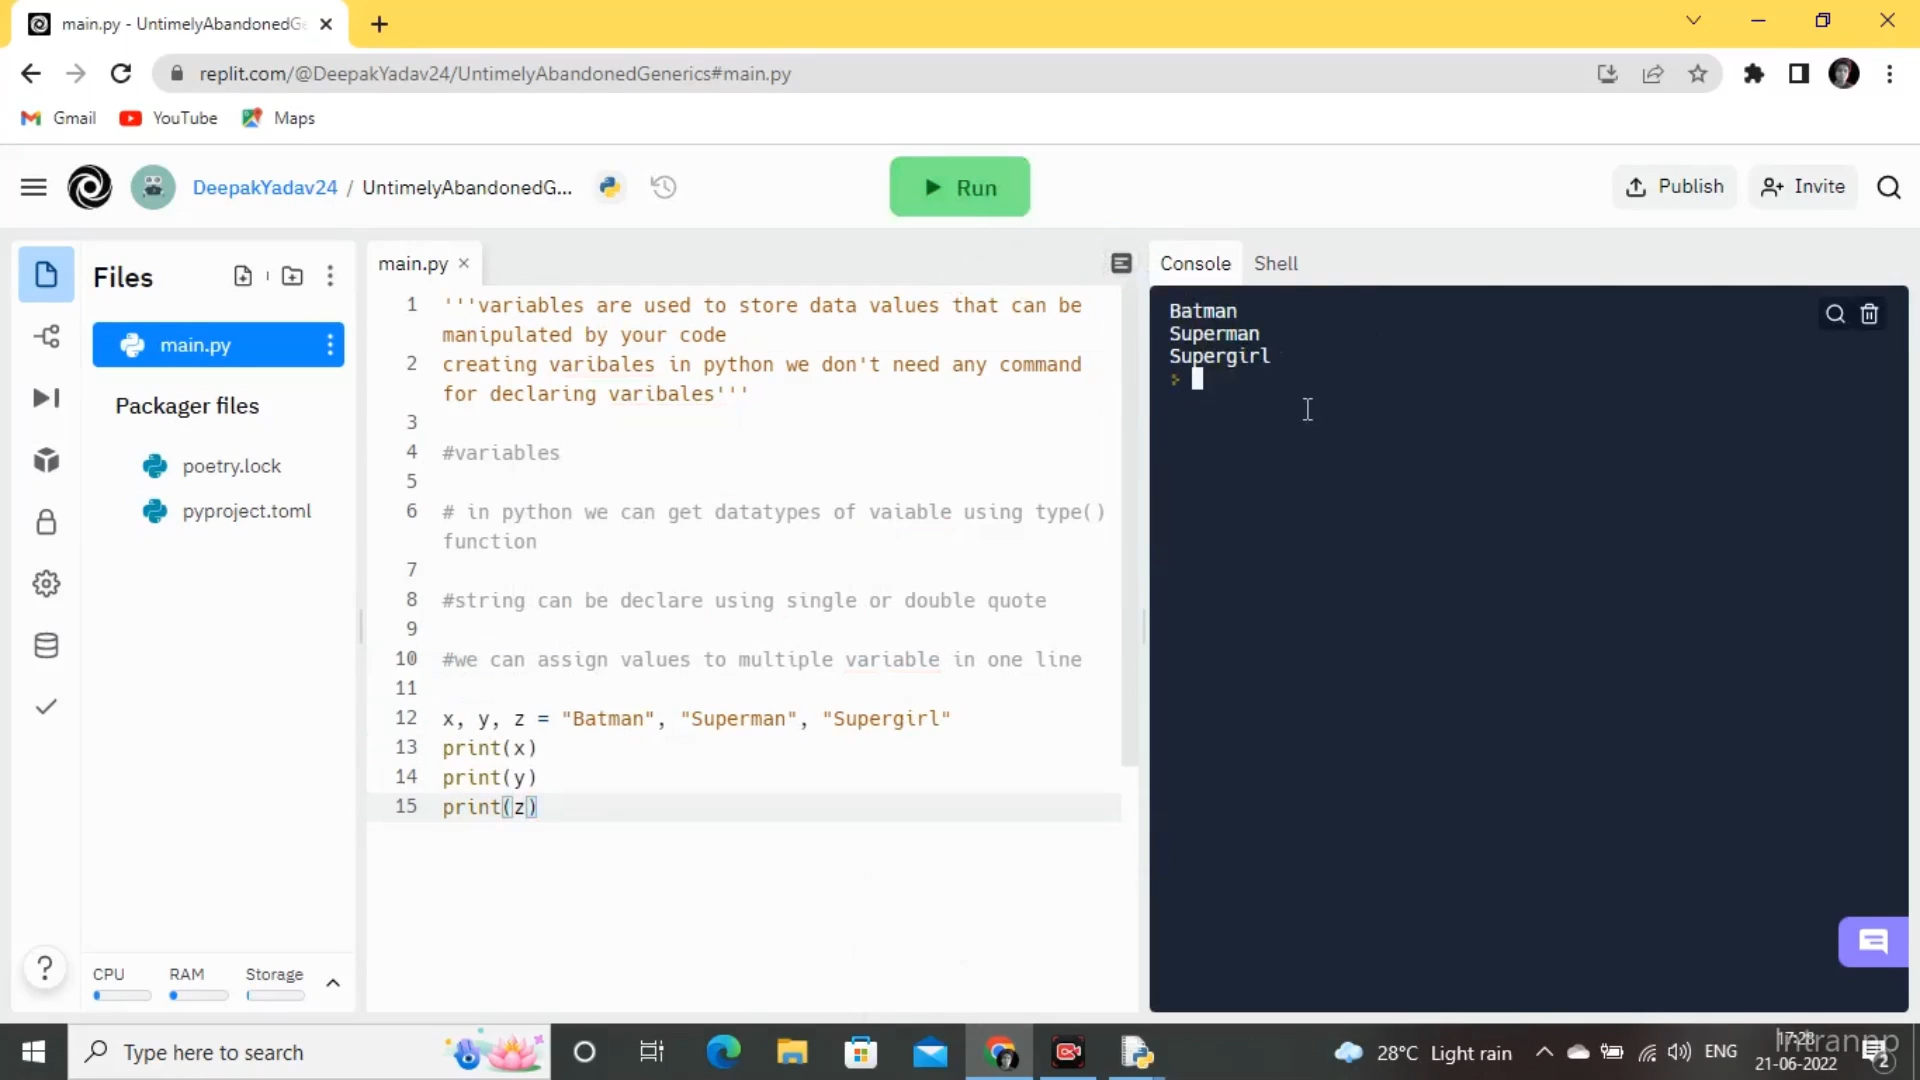 main.py - UntimelyAbandonedGe
replit.com/@DeepakYadav24/UntimelyAbandonedGenerics#main.py
Gmail YouTube Maps
DeepakYadav24 / UntimelyAbandonedG... Run Publish Invite
Files
main.py
Packager files
poetry.lock
pyproject.toml
CPU RAM Storage
main.py
1 '''variables are used to store data values that can be
manipulated by your code
2 creating varibales in python we don't need any command
for declaring varibales'''
3
4 #variables
5
6 # in python we can get datatypes of vaiable using type()
function
7
8 #string can be declare using single or double quote
9
10 #we can assign values to multiple variable in one line
11
12 x, y, z = "Batman", "Superman", "Supergirl"
13 print(x)
14 print(y)
15 print(z)
Console Shell
Batman
Superman
Supergirl
Type here to search
28°C Light rain
ENG
17:28
21-06-2022
2